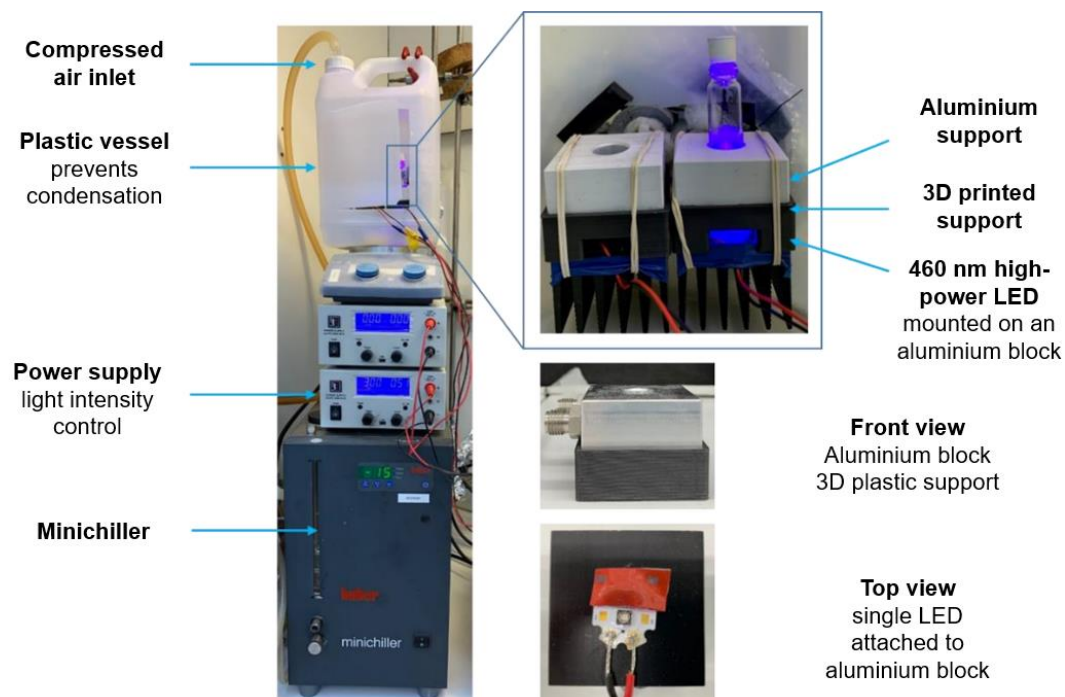 Compressed
air inlet
Plastic vessel
prevents
condensation
Power supply
light intensity
control
Minichiller
-15
huber
minichiller
Aluminium
support
3D printed
support
460 nm high-
power LED
mounted on an
aluminium block
Front view
Aluminium block
3D plastic support
Top view
single LED
attached to
aluminium block